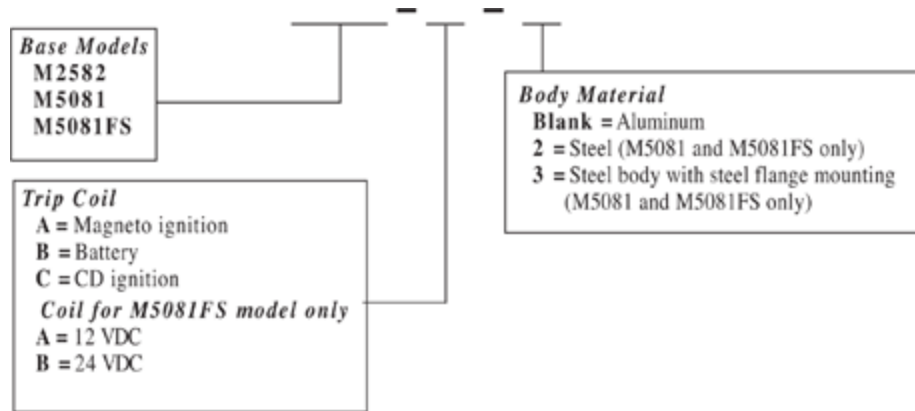 Base Models
M2582
M5081
M5081FS
Trip Coil
A = Magneto ignition
B = Battery
C = CD ignition
Coil for M5081FS model only
A = 12 VDC
B = 24 VDC
Body Material
Blank = Aluminum
2 = Steel (M5081 and M5081FS only)
3 = Steel body with steel flange mounting
(M5081 and M5081FS only)